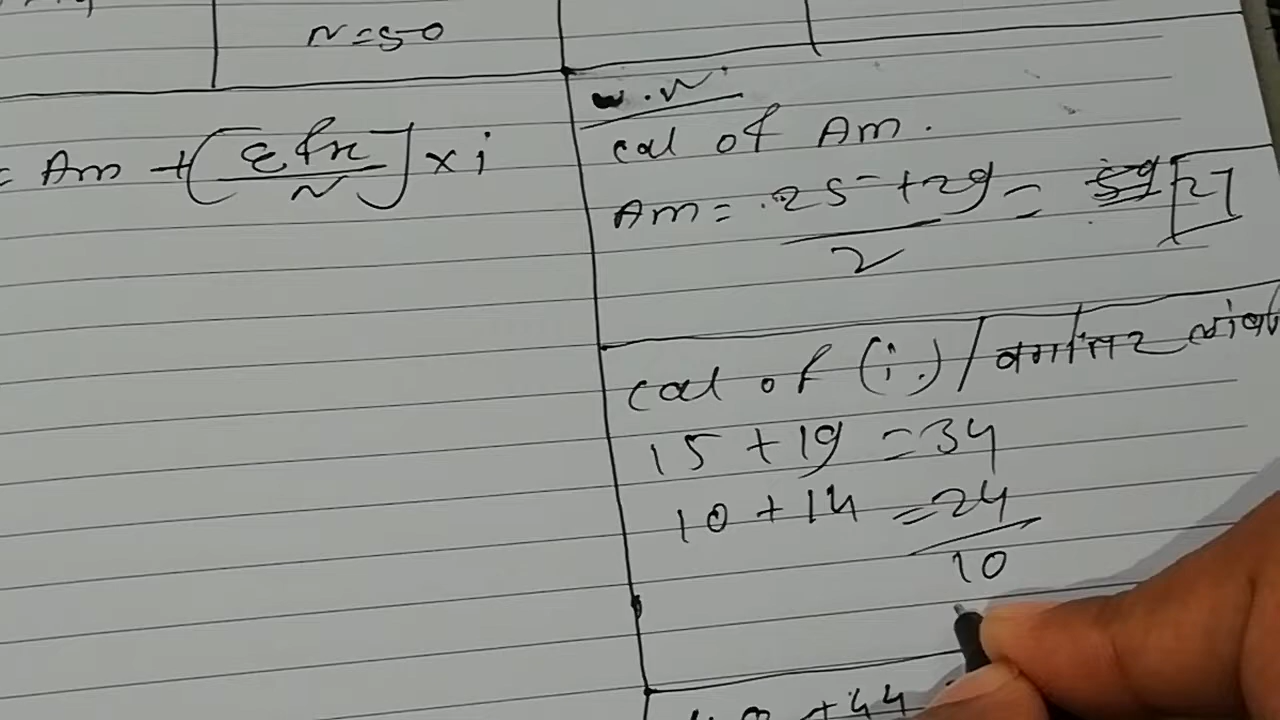 N=50
= Am + [Σfx/N] × i
W.N
cal of Am.
Am = 25+29/2 = 27
cal of (i.) / वर्गांतर
15 + 19 = 34
10 + 14 = 24
10
+44